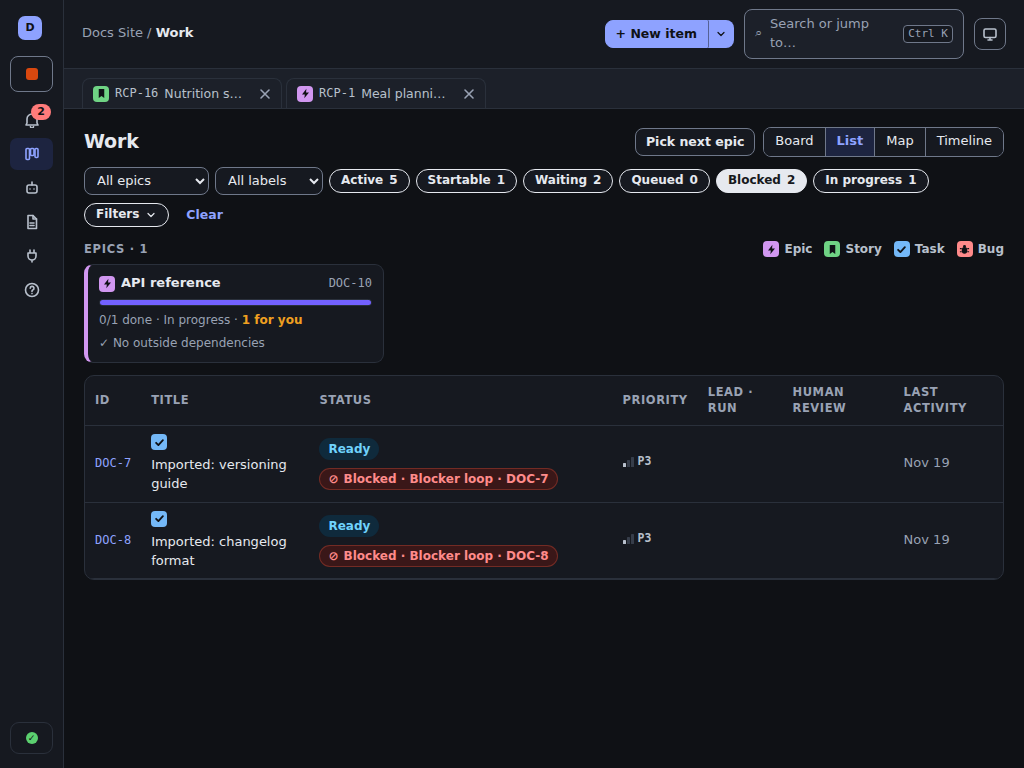 D
Docs Site / Work
+ New item
Search or jump to…
Ctrl K
2
RCP-16 Nutrition s…
RCP-1 Meal planni…
Work
Pick next epic
Board
List
Map
Timeline
All epics
All labels
Active 5
Startable 1
Waiting 2
Queued 0
Blocked 2
In progress 1
Filters
Clear
EPICS · 1
Epic
Story
Task
Bug
API reference
DOC-10
0/1 done · In progress · 1 for you
✓ No outside dependencies
ID
TITLE
STATUS
PRIORITY
LEAD · RUN
HUMAN REVIEW
LAST ACTIVITY
DOC-7
Imported: versioning guide
Ready
Blocked · Blocker loop · DOC-7
P3
Nov 19
DOC-8
Imported: changelog format
Ready
Blocked · Blocker loop · DOC-8
P3
Nov 19